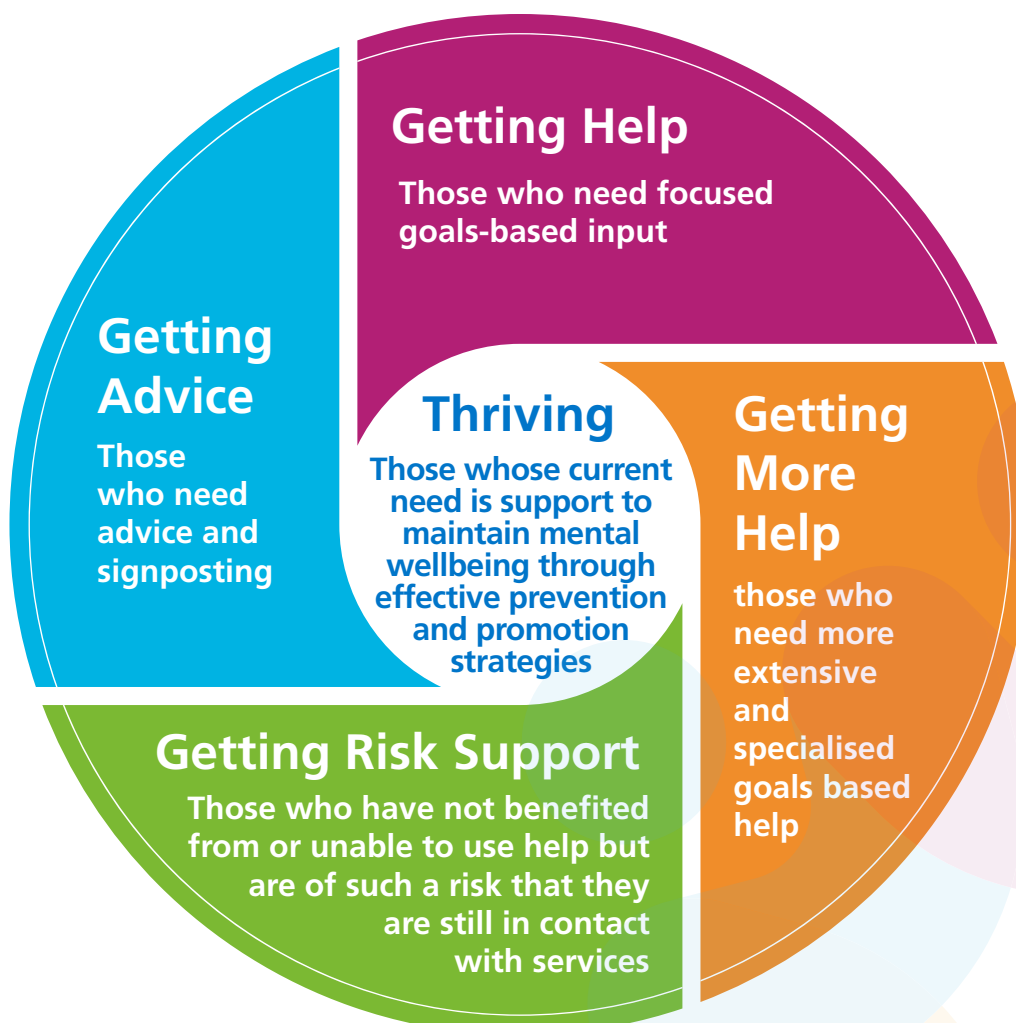 Getting Help
Those who need focused
goals-based input
Getting
Advice
Those
who need
advice and
signposting
Thriving
Those whose current
need is support to
maintain mental
wellbeing through
effective prevention
and promotion
strategies
Getting
More
Help
those who
need more
extensive
and
specialised
goals based
help
Getting Risk Support
Those who have not benefited
from or unable to use help but
are of such a risk that they
are still in contact
with services